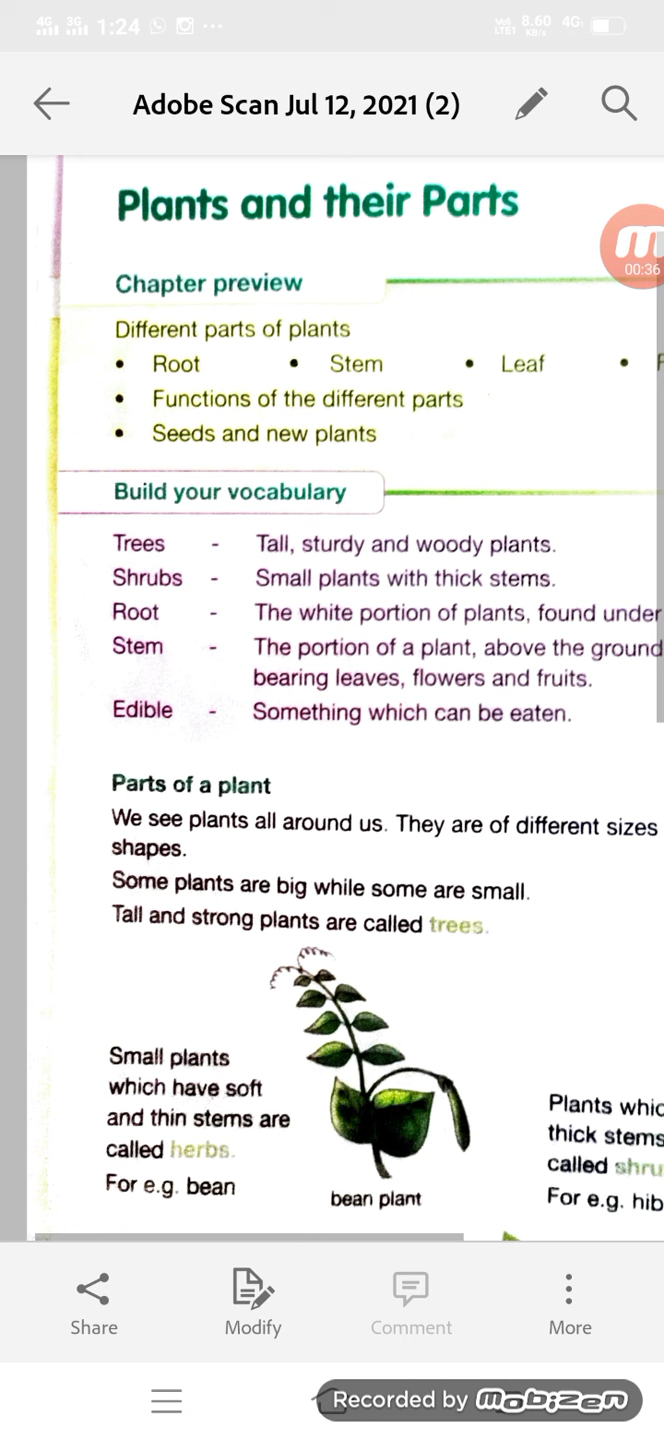 4G 3G 1:24
Vo) LTE1 8.60 KB/s 4G
Adobe Scan Jul 12, 2021 (2)
Plants and their Parts
00:36
Chapter preview
Different parts of plants
• Root • Stem • Leaf •
• Functions of the different parts
• Seeds and new plants
Build your vocabulary
Trees - Tall, sturdy and woody plants.
Shrubs - Small plants with thick stems.
Root - The white portion of plants, found under
Stem - The portion of a plant, above the ground
bearing leaves, flowers and fruits.
Edible - Something which can be eaten.
Parts of a plant
We see plants all around us. They are of different sizes
shapes.
Some plants are big while some are small.
Tall and strong plants are called trees.
Small plants
which have soft
and thin stems are
called herbs.
For e.g. bean
bean plant
Plants whic
thick stems
called shru
For e.g. hib
Share Modify Comment More
Recorded by mobizen